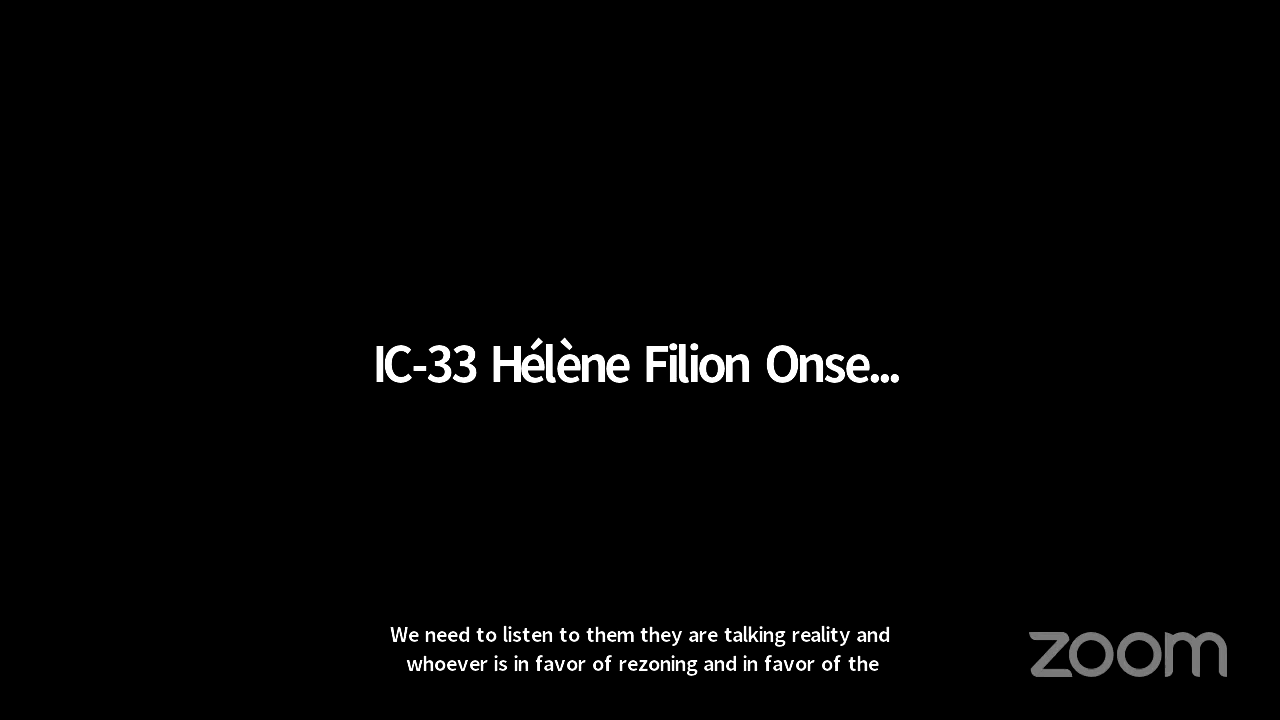 IC-33 Hélène Filion Onse...
We need to listen to them they are talking reality and
whoever is in favor of rezoning and in favor of the
zoom